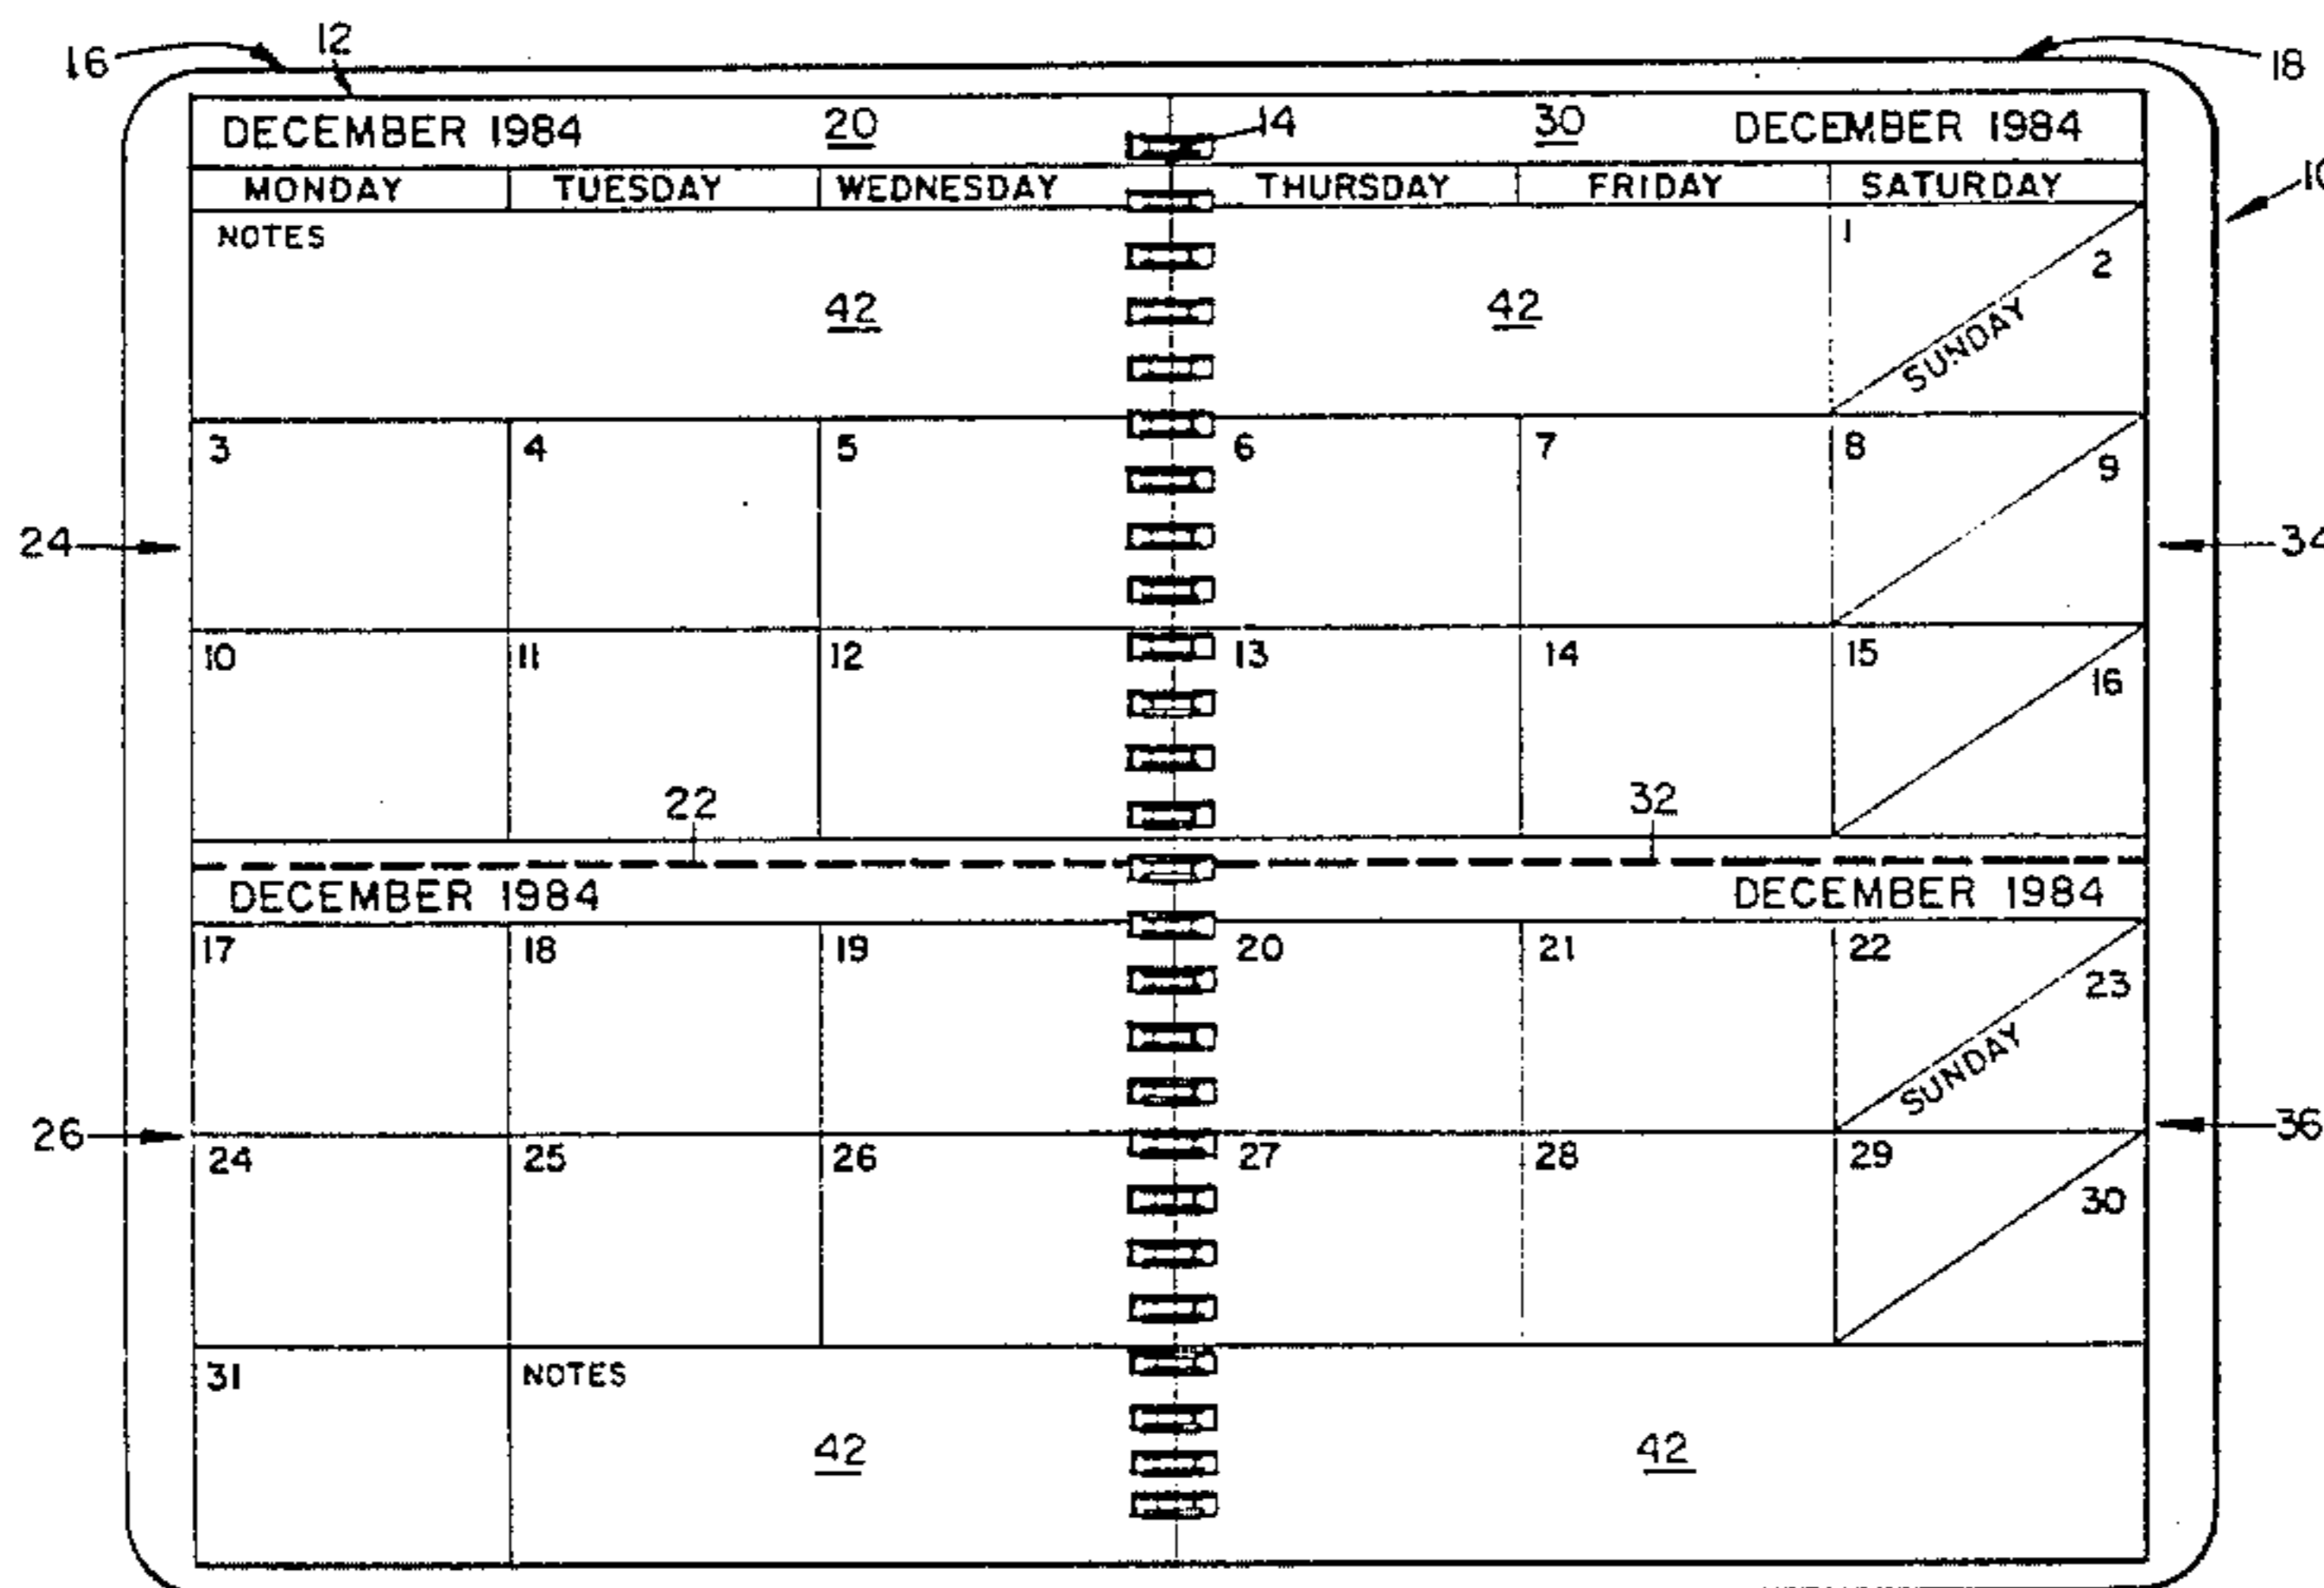 16 12 18
DECEMBER 1984 20 14 30 DECEMBER 1984
10
MONDAY TUESDAY WEDNESDAY THURSDAY FRIDAY SATURDAY
NOTES 1
2
42 42
SUNDAY
3 4 5 6 7 8
9
24 34
10 11 12 13 14 15
16
22 32
DECEMBER 1984 DECEMBER 1984
17 18 19 20 21 22
23
SUNDAY
26 36
24 25 26 27 28 29
30
31 NOTES
42 42